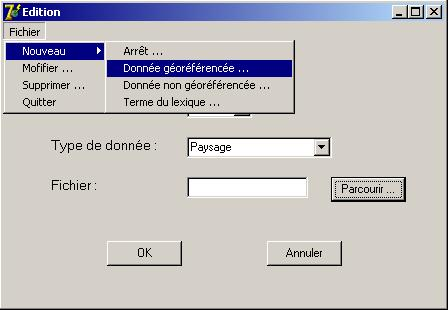 Edition
Fichier
Nouveau
Mofifier ...
Supprimer ...
Quitter
Arrêt ...
Donnée géoréférencée ...
Donnée non géoréférencée ...
Terme du lexique ...
Type de donnée :
Paysage
Fichier :
Parcourir ...
OK
Annuler